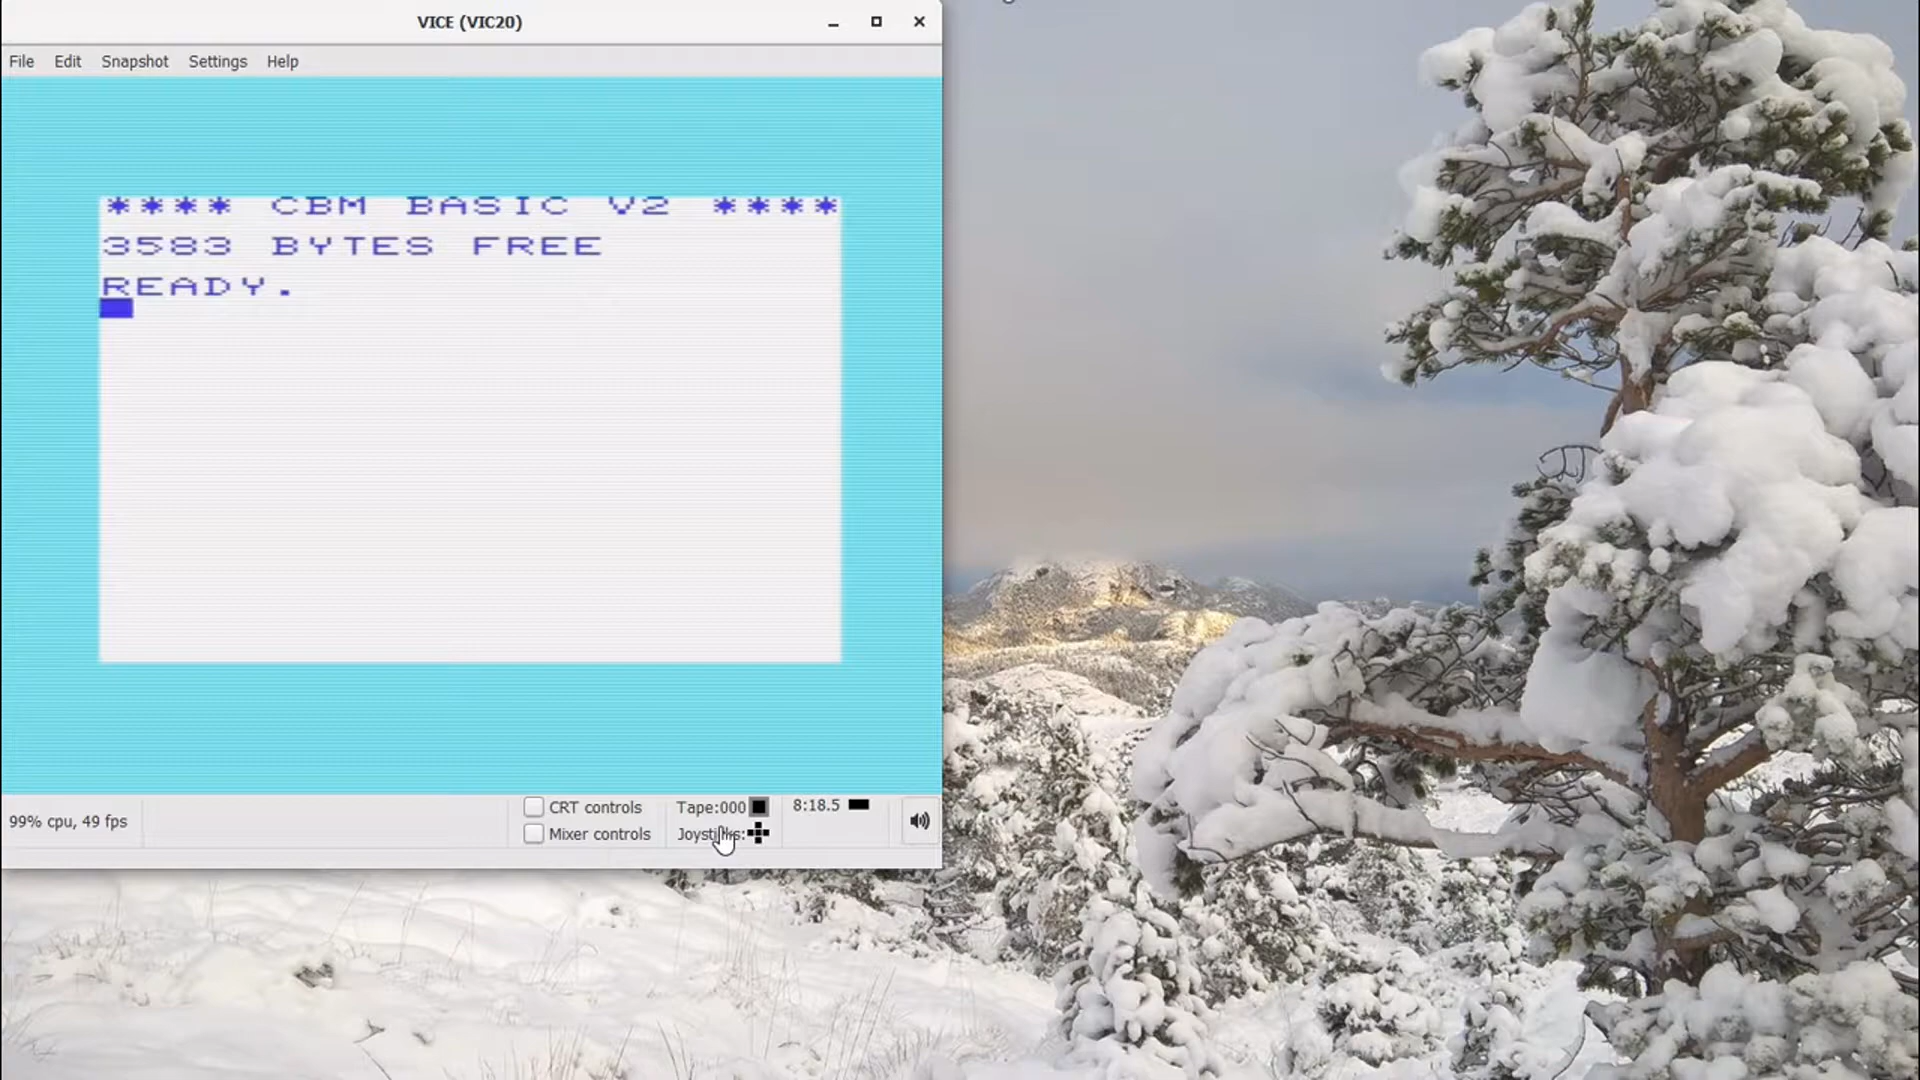 VICE (VIC20)
File Edit Snapshot Settings Help
**** CBM BASIC V2 ****
3583 BYTES FREE
READY.
99% cpu, 49 fps
CRT controls
Mixer controls
Tape:000
8:18.5